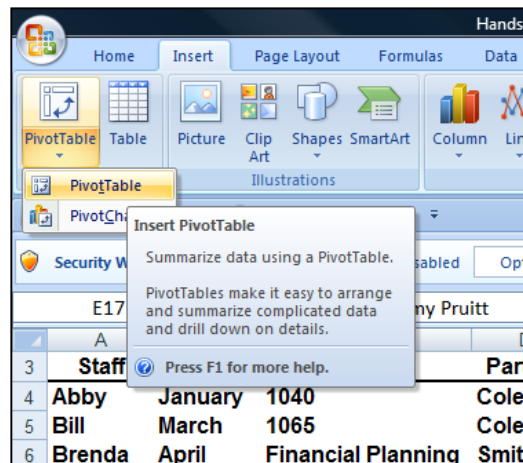 Hands
Home Insert Page Layout Formulas Data
PivotTable Table Picture Clip Art Shapes SmartArt Column Lin
Illustrations
PivotTable
PivotCha
Insert PivotTable
Summarize data using a PivotTable.
PivotTables make it easy to arrange
and summarize complicated data
and drill down on details.
Press F1 for more help.
Security W sabled Opt
E17 my Pruitt
A
3 Staff Par
4 Abby January 1040 Cole
5 Bill March 1065 Cole
6 Brenda April Financial Planning Smit